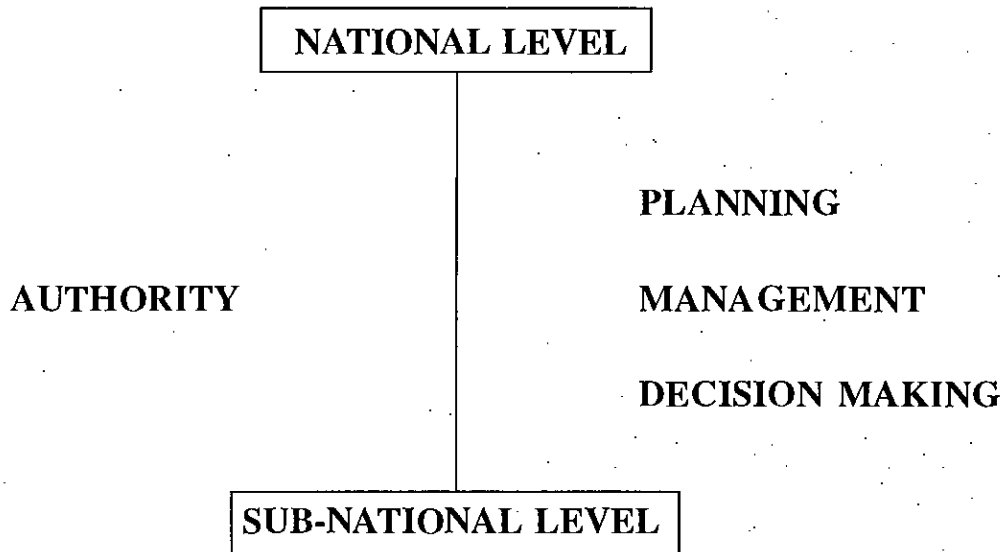 NATIONAL LEVEL
PLANNING
AUTHORITY
MANAGEMENT
DECISION MAKING
SUB-NATIONAL LEVEL